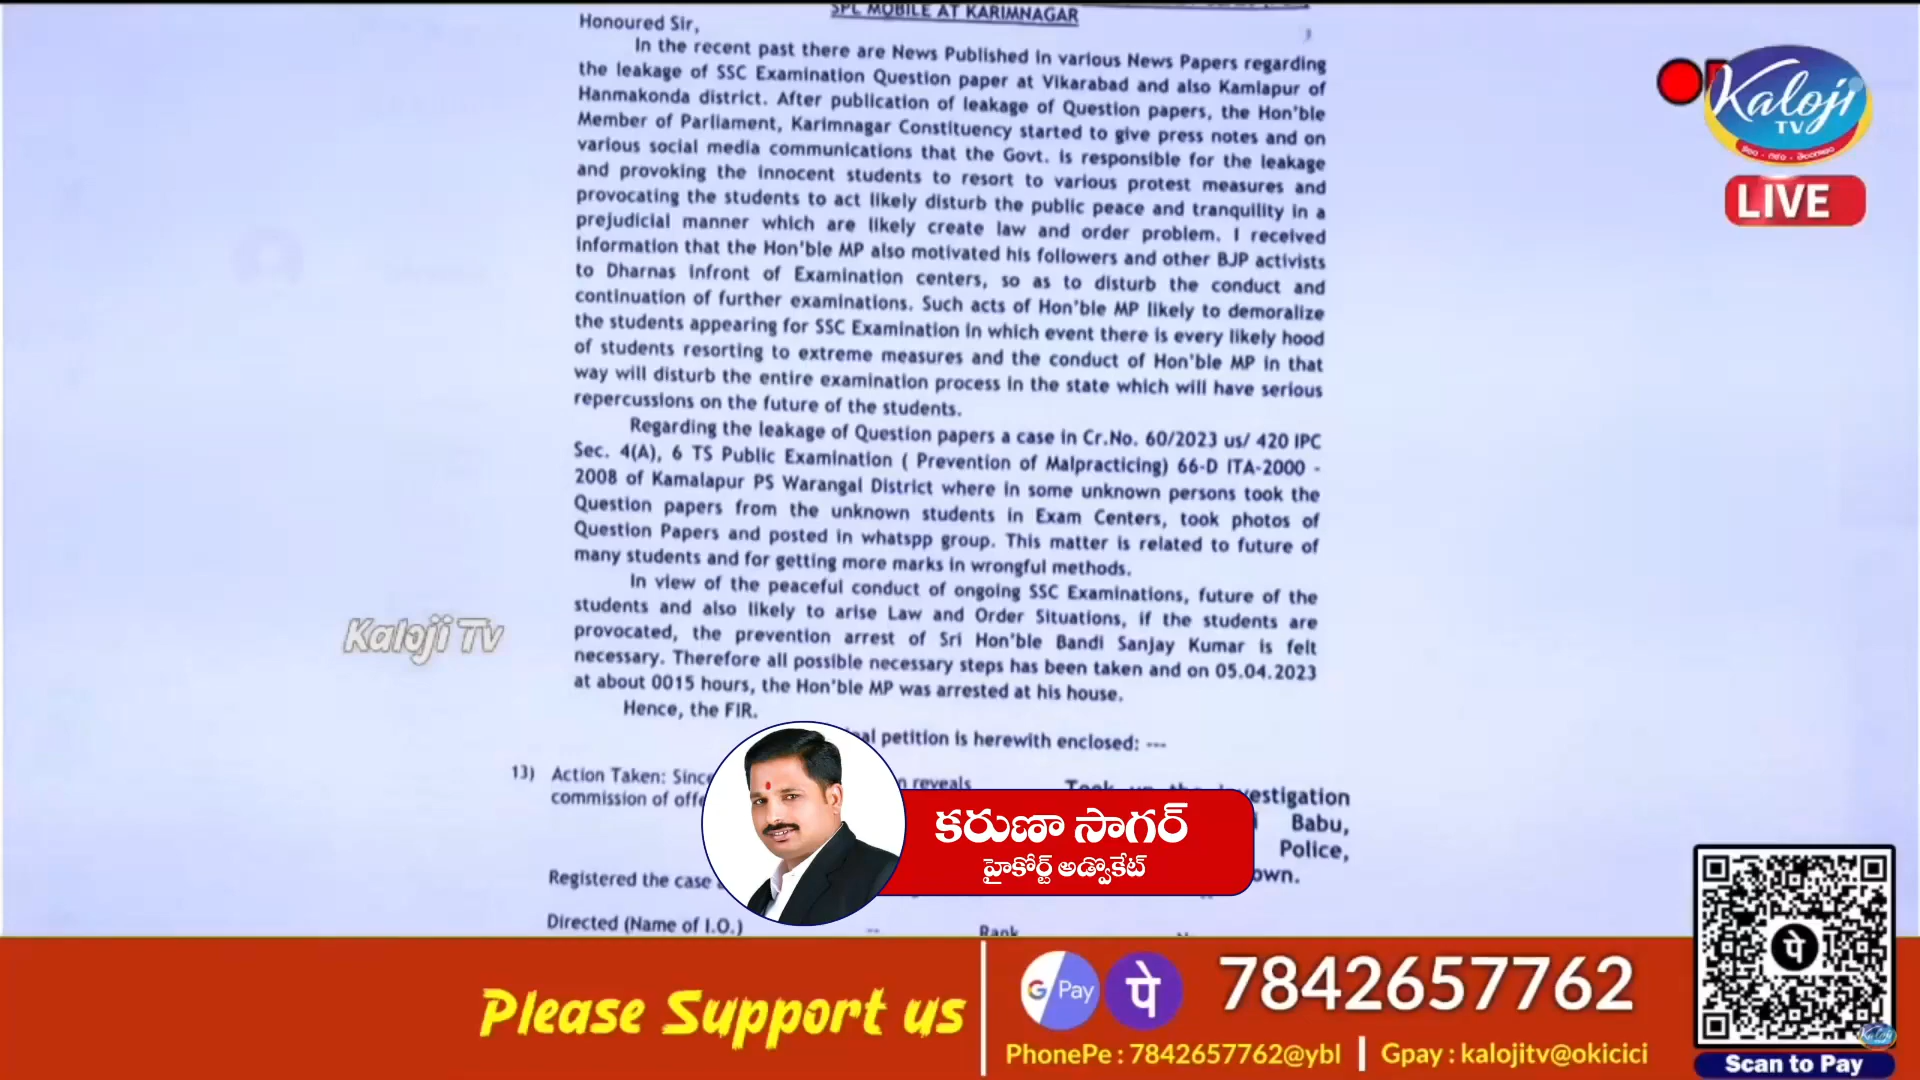 SPL MOBILE AT KARIMNAGAR
Honoured Sir,
In the recent past there are News Published in various News Papers regarding
the leakage of SSC Examination Question paper at Vikarabad and also Kamlapur of
Hanmakonda district. After publication of leakage of Question papers, the Hon'ble
Member of Parliament, Karimnagar Constituency started to give press notes and on
various social media communications that the Govt. is responsible for the leakage
and provoking the innocent students to resort to various protest measures and
provocating the students to act likely disturb the public peace and tranquility in a
prejudicial manner which are likely create law and order problem. I received
information that the Hon'ble MP also motivated his followers and other BJP activists
to Dharnas infront of Examination centers, so as to disturb the conduct and
continuation of further examinations. Such acts of Hon'ble MP likely to demoralize
the students appearing for SSC Examination in which event there is every likely hood
of students resorting to extreme measures and the conduct of Hon'ble MP in that
way will disturb the entire examination process in the state which will have serious
repercussions on the future of the students.
Regarding the leakage of Question papers a case in Cr.No. 60/2023 us/ 420 IPC
Sec. 4(A), 6 TS Public Examination ( Prevention of Malpracticing) 66-D ITA-2000 -
2008 of Kamalapur PS Warangal District where in some unknown persons took the
Question papers from the unknown students in Exam Centers, took photos of
Question Papers and posted in whatspp group. This matter is related to future of
many students and for getting more marks in wrongful methods.
In view of the peaceful conduct of ongoing SSC Examinations, future of the
students and also likely to arise Law and Order Situations, if the students are
provocated, the prevention arrest of Sri Hon'ble Bandi Sanjay Kumar is felt
necessary. Therefore all possible necessary steps has been taken and on 05.04.2023
at about 0015 hours, the Hon'ble MP was arrested at his house.
Hence, the FIR.
petition is herewith enclosed: ---
13) Action Taken: Since reveals
commission of
estigation
Babu,
Police,
Registered the case
own.
Directed (Name of I.O.) -- Rank
Kaloji
TV
LIVE
Kaloji Tv
కరుణా సాగర్
హైకోర్ట్ అడ్వొకేట్
Please Support us
G Pay
पे
7842657762
PhonePe : 7842657762@ybl | Gpay : kalojitv@okicici
पे
Scan to Pay